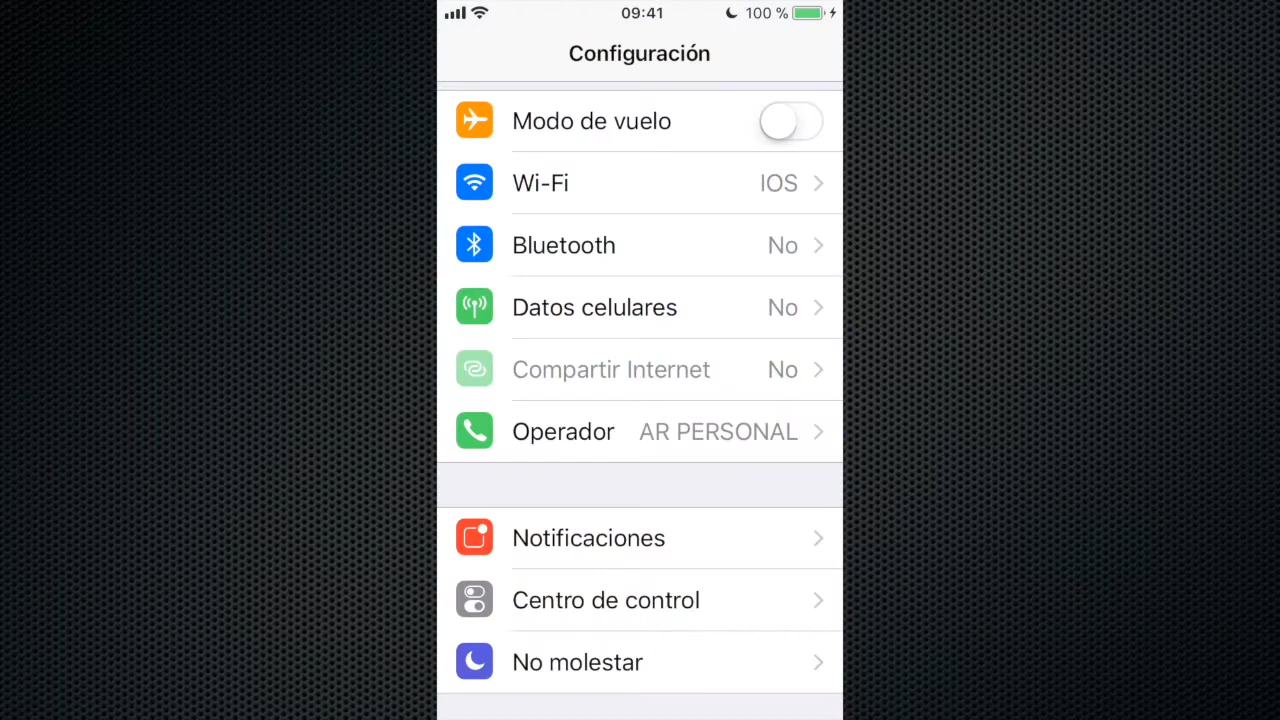 09:41 100 %
Configuración
Modo de vuelo
Wi-Fi IOS
Bluetooth No
Datos celulares No
Compartir Internet No
Operador AR PERSONAL
Notificaciones
Centro de control
No molestar